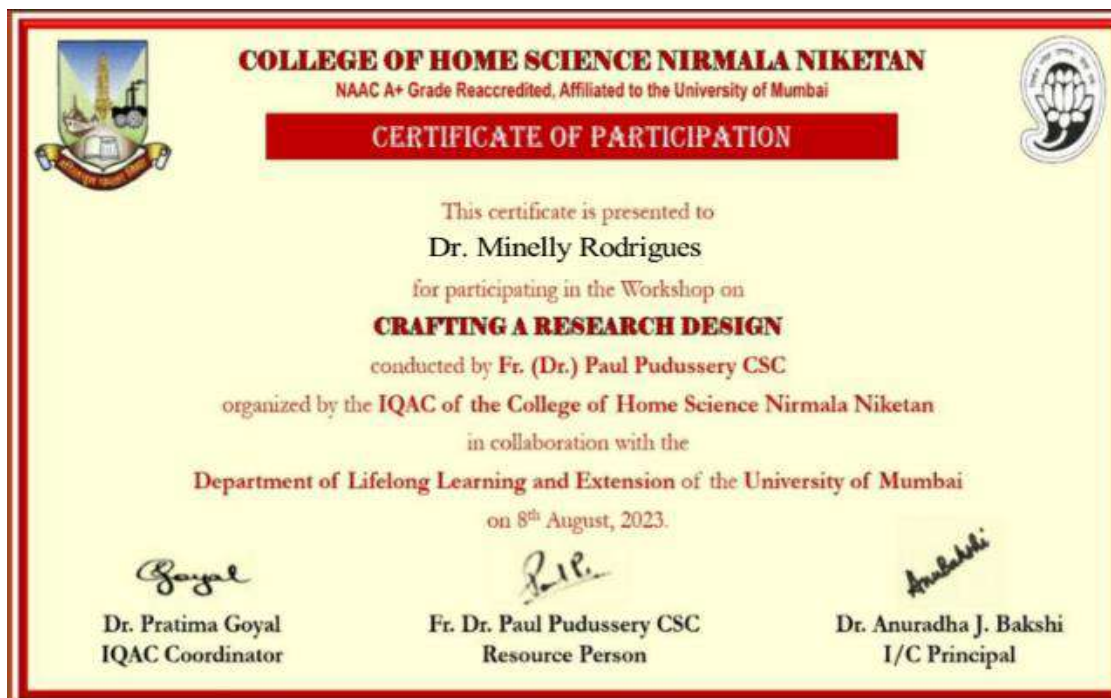 COLLEGE OF HOME SCIENCE NIRMALA NIKETAN
NAAC A+ Grade Reaccredited, Affiliated to the University of Mumbai
CERTIFICATE OF PARTICIPATION
This certificate is presented to
Dr. Minelly Rodrigues
for participating in the Workshop on
CRAFTING A RESEARCH DESIGN
conducted by Fr. (Dr.) Paul Pudussery CSC
organized by the IQAC of the College of Home Science Nirmala Niketan
in collaboration with the
Department of Lifelong Learning and Extension of the University of Mumbai
on 8th August, 2023.
Goyal
Paul P.
Anubakshi
Dr. Pratima Goyal
Fr. Dr. Paul Pudussery CSC
Dr. Anuradha J. Bakshi
IQAC Coordinator
Resource Person
I/C Principal